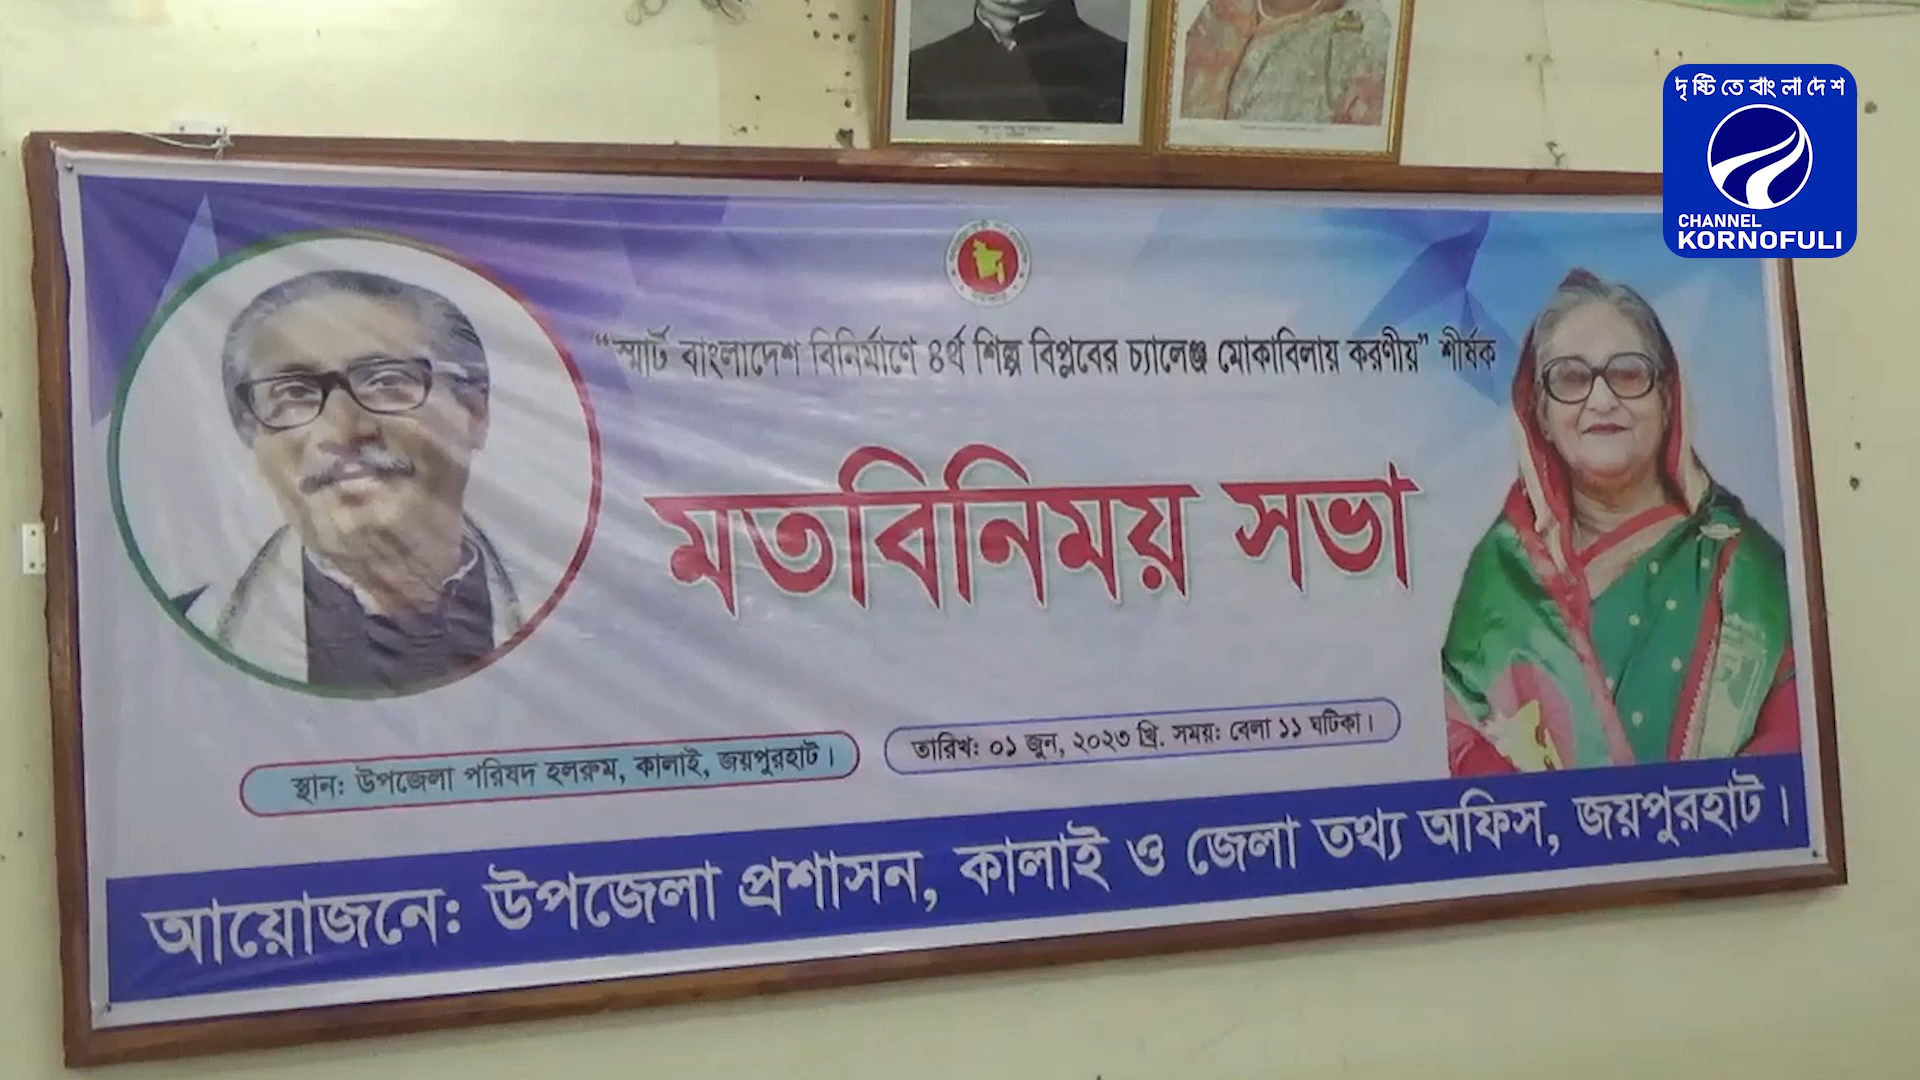 দৃষ্টিতে বাংলাদেশ
CHANNEL
KORNOFULI
“স্মার্ট বাংলাদেশ বিনির্মাণে ৪র্থ শিল্প বিপ্লবের চ্যালেঞ্জ মোকাবিলায় করণীয়” শীর্ষক
মতবিনিময় সভা
স্থান: উপজেলা পরিষদ হলরুম, কালাই, জয়পুরহাট।
তারিখ: ০১ জুন, ২০২৩ খ্রি. সময়: বেলা ১১ ঘটিকা।
আয়োজনে: উপজেলা প্রশাসন, কালাই ও জেলা তথ্য অফিস, জয়পুরহাট।